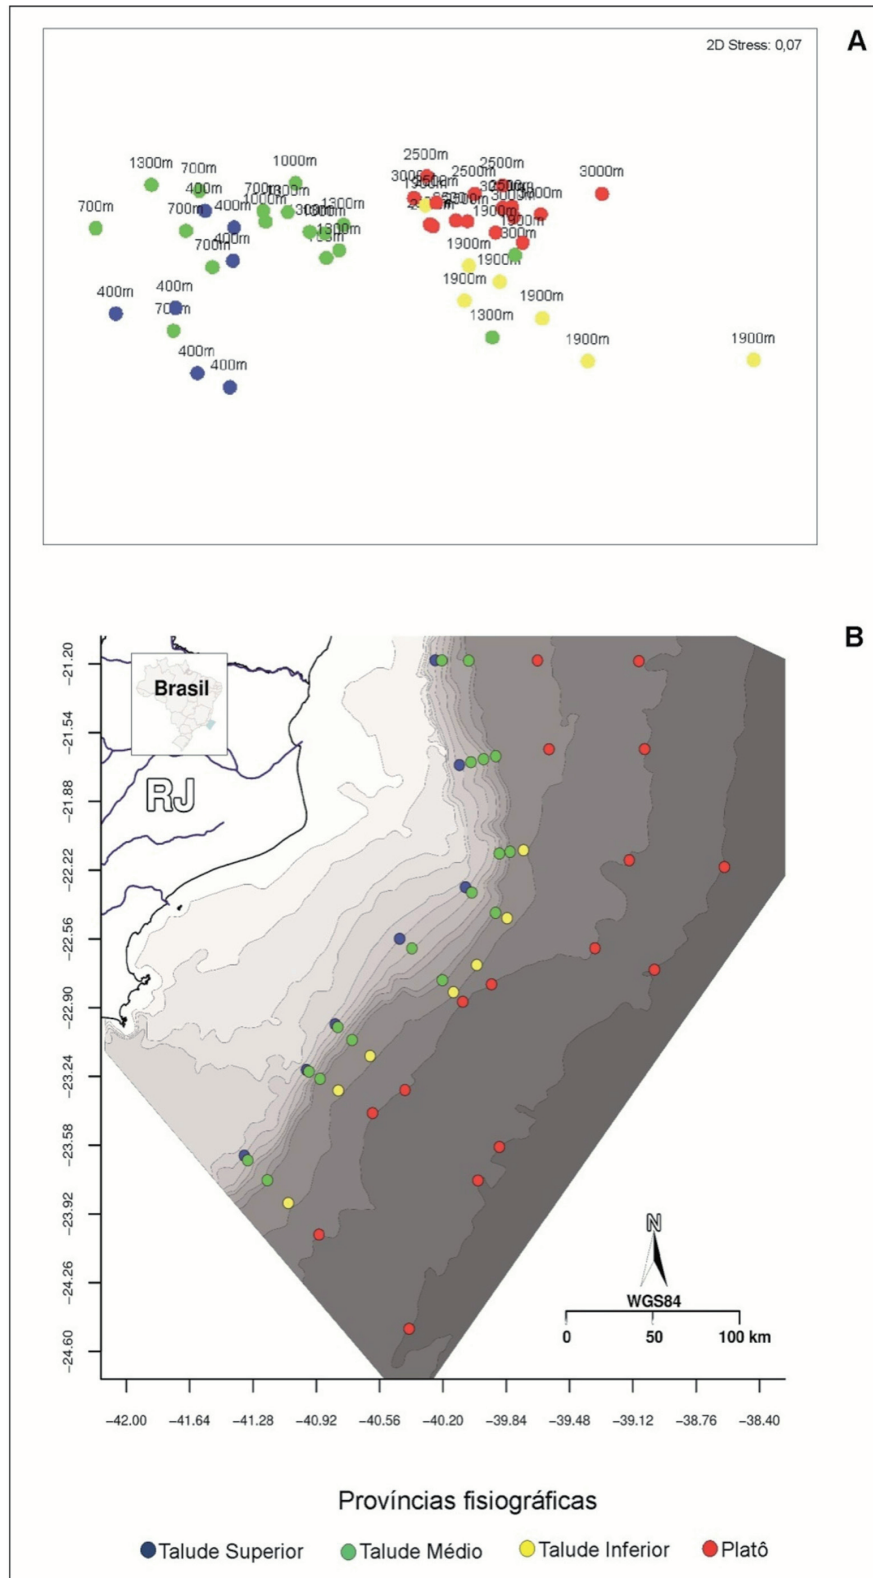 2D Stress: 0,07
A
2500m
1300m
700m
1000m
2500m
2500m
3000m
400m
700m
1300m
1000m
3000m
700m
700m
400m
1300m
1900m
1300m
1900m
700m
400m
1900m
1900m
400m
400m
1900m
1900m
700m
1300m
1900m
1900m
400m
400m
B
−21.20
−21.54
−21.88
−22.22
−22.56
−22.90
−23.24
−23.58
−23.92
−24.26
−24.60
Brasil
RJ
N
WGS84
0 50 100 km
−42.00 −41.64 −41.28 −40.92 −40.56 −40.20 −39.84 −39.48 −39.12 −38.76 −38.40
Províncias fisiográficas
Talude Superior Talude Médio Talude Inferior Platô